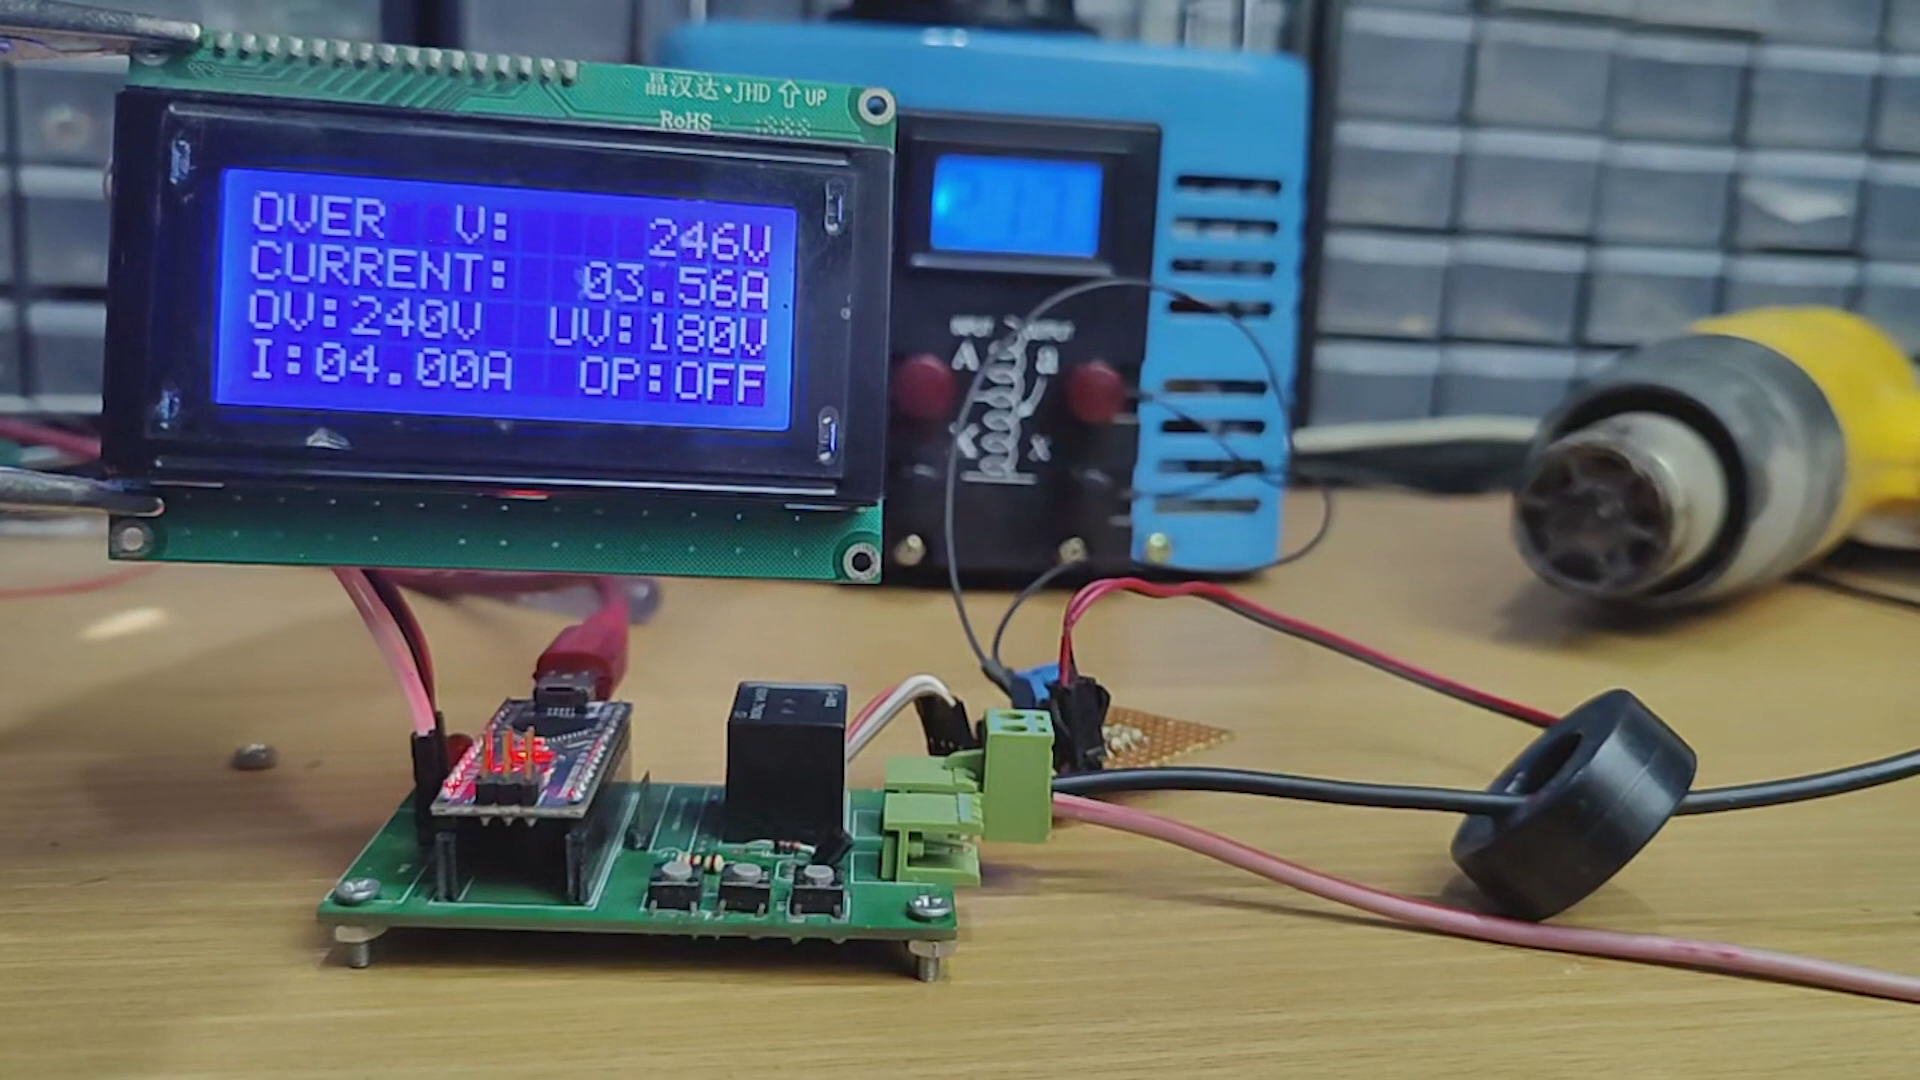 晶汉达•JHD ⇧ UP
RoHS
OVER V: 246V
CURRENT: 03.56A
OV:240V UV:180V
I:04.00A OP:OFF
A a
X